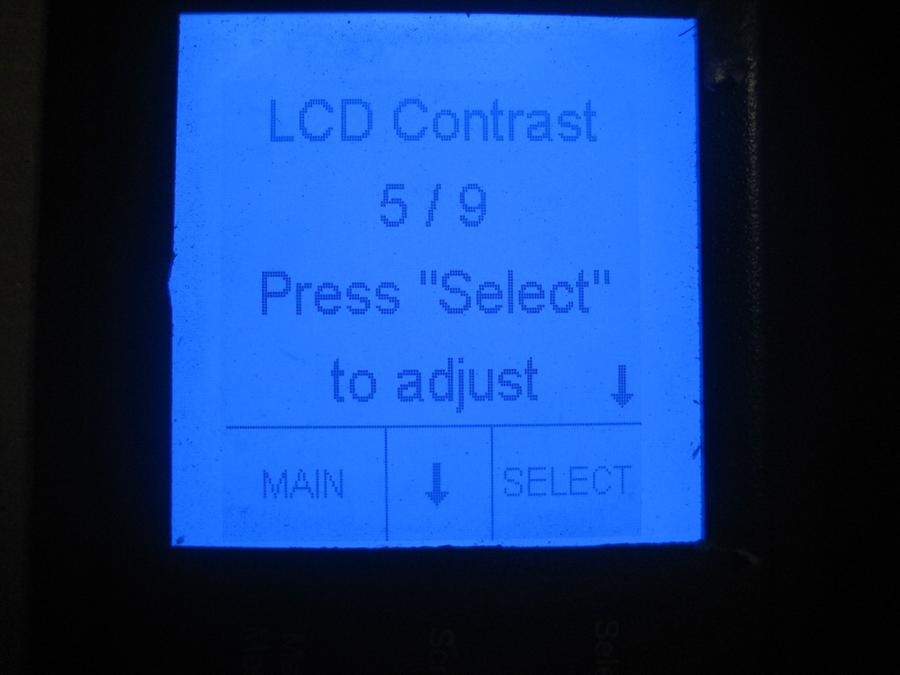 LCD Contrast
5 / 9
Press "Select"
to adjust ↓
MAIN ↓ SELECT